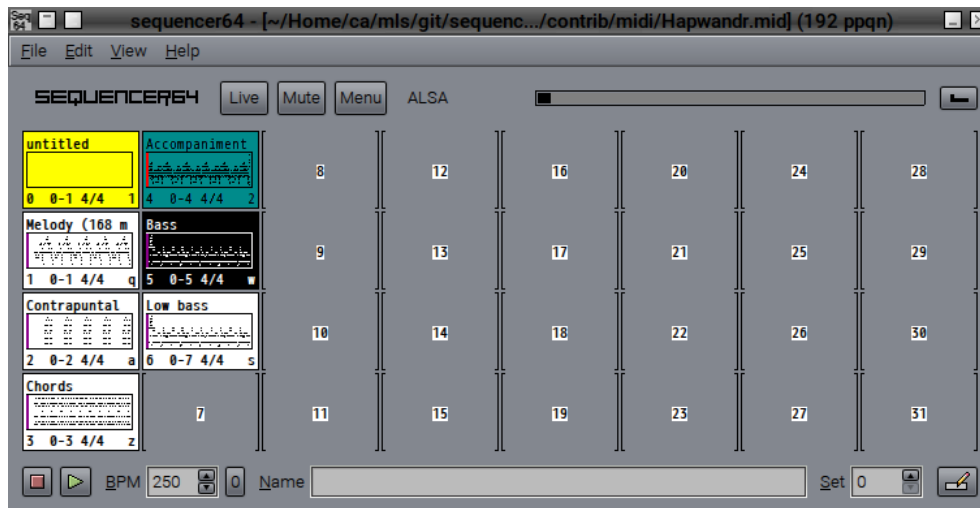 Seq
64
sequencer64 - [~/Home/ca/mls/git/sequenc.../contrib/midi/Hapwandr.mid] (192 ppqn)
File Edit View Help
SEQUENCER64 Live Mute Menu ALSA
untitled
0 0-1 4/4 1
Accompaniment
4 0-4 4/4 2
8 12 16 20 24 28
Melody (168 m
1 0-1 4/4 q
Bass
5 0-5 4/4 w
9 13 17 21 25 29
Contrapuntal
2 0-2 4/4 a
Low bass
6 0-7 4/4 s
10 14 18 22 26 30
Chords
3 0-3 4/4 z
7 11 15 19 23 27 31
BPM 250 0 Name Set 0